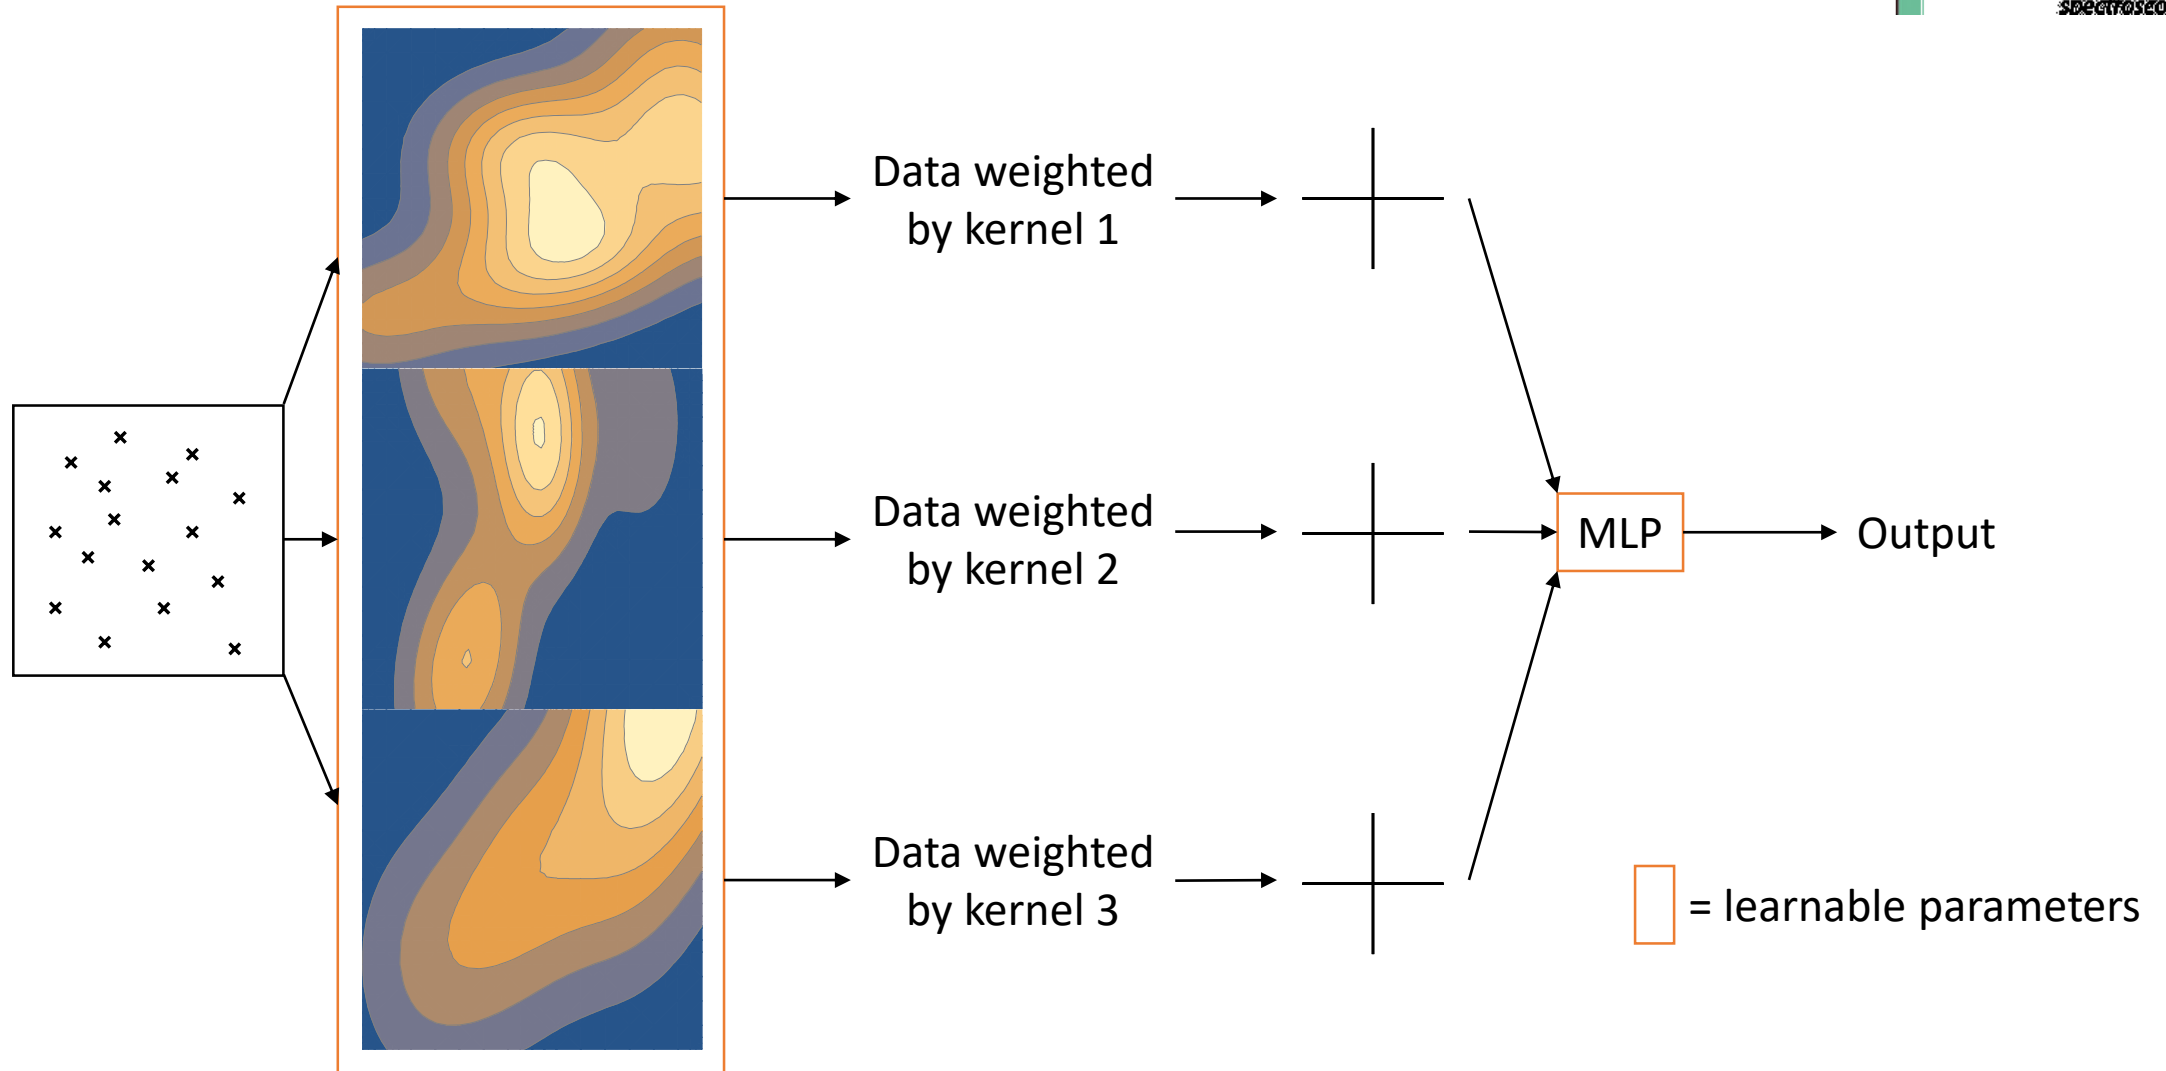 Data weighted
by kernel 1
Data weighted
by kernel 2
MLP
Output
Data weighted
by kernel 3
= learnable parameters